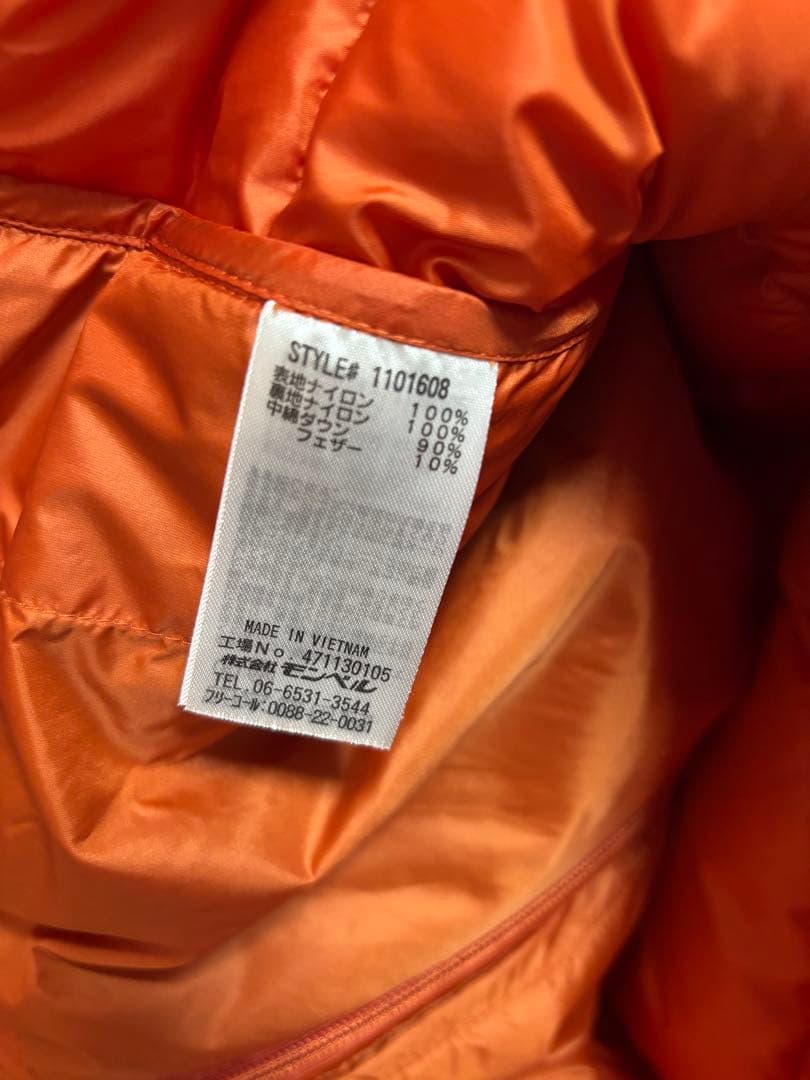 STYLE# 1101608
表地ナイロン 100%
裏地ナイロン 100%
中綿ダウン 90%
フェザー 10%
MADE IN VIETNAM
工場No. 471130105
株式会社モンベル
TEL. 06-6531-3544
フリーコール:0088-22-0031